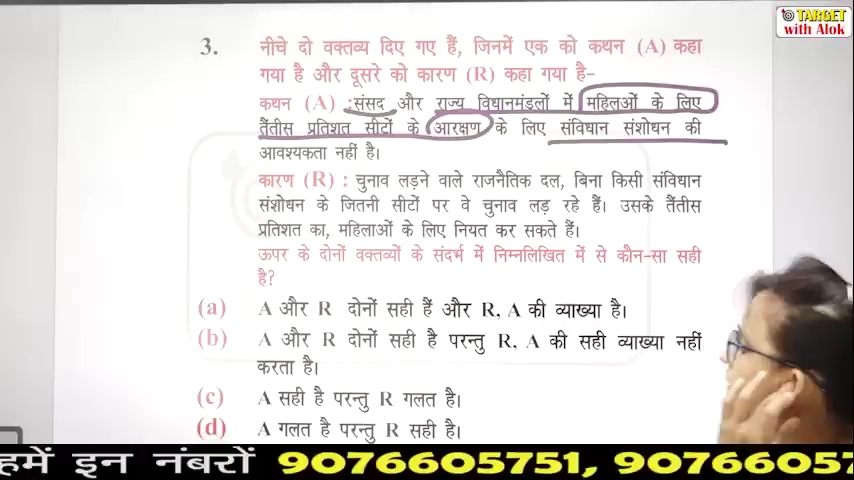 TARGET
with Alok
3. नीचे दो वक्तव्य दिए गए हैं, जिनमें एक को कथन (A) कहा
गया है और दूसरे को कारण (R) कहा गया है–
कथन (A) : संसद और राज्य विधानमंडलों में महिलओं के लिए
तैंतीस प्रतिशत सीटों के आरक्षण के लिए संविधान संशोधन की
आवश्यकता नहीं है।
कारण (R) : चुनाव लड़ने वाले राजनैतिक दल, बिना किसी संविधान
संशोधन के जितनी सीटों पर वे चुनाव लड़ रहे हैं। उसके तैंतीस
प्रतिशत का, महिलाओं के लिए नियत कर सकते हैं।
ऊपर के दोनों वक्तव्यों के संदर्भ में निम्नलिखित में से कौन-सा सही
है?
(a) A और R दोनों सही हैं और R, A की व्याख्या है।
(b) A और R दोनों सही है परन्तु R, A की सही व्याख्या नहीं
करता है।
(c) A सही है परन्तु R गलत है।
(d) A गलत है परन्तु R सही है।
हमें इन नंबरों 9076605751, 90766057